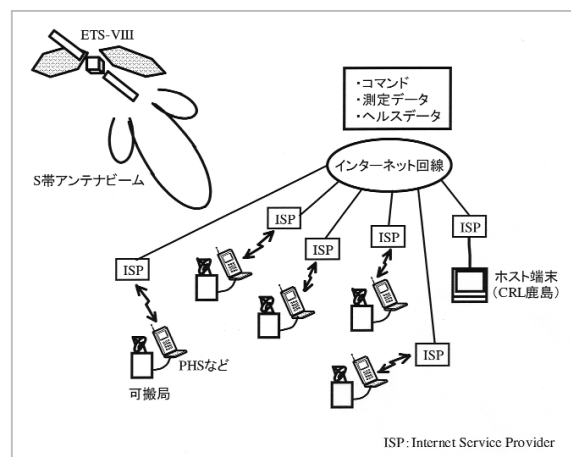 ETS-VIII
・コマンド
・測定データ
・ヘルスデータ
S帯アンテナビーム
インターネット回線
ISP
ISP
ISP
ISP
ISP
ホスト端末
(CRL鹿島)
ISP
PHSなど
可搬局
ISP:Internet Service Provider